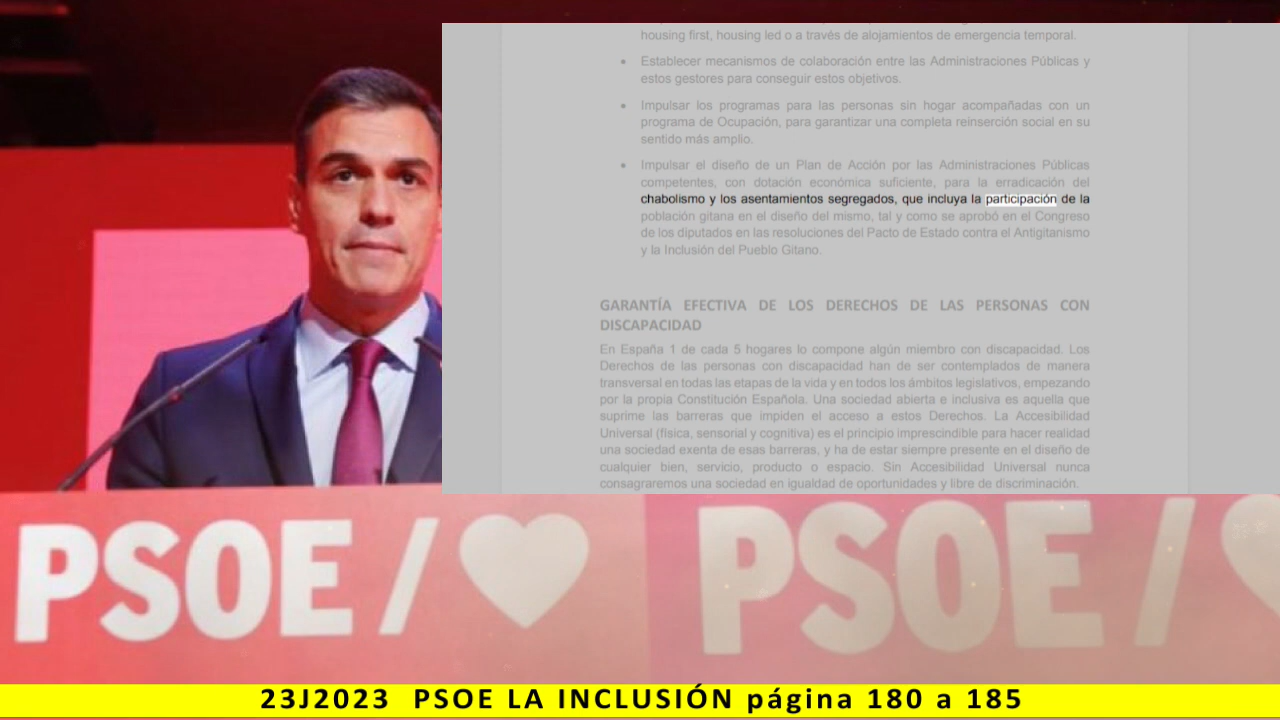 housing first, housing led o a través de alojamientos de emergencia temporal.
• Establecer mecanismos de colaboración entre las Administraciones Públicas y
estos gestores para conseguir estos objetivos.
• Impulsar los programas para las personas sin hogar acompañadas con un
programa de Ocupación, para garantizar una completa reinserción social en su
sentido más amplio.
• Impulsar el diseño de un Plan de Acción por las Administraciones Públicas
competentes, con dotación económica suficiente, para la erradicación del
chabolismo y los asentamientos segregados, que incluya la participación de la
población gitana en el diseño del mismo, tal y como se aprobó en el Congreso
de los diputados en las resoluciones del Pacto de Estado contra el Antigitanismo
y la Inclusión del Pueblo Gitano.
GARANTÍA EFECTIVA DE LOS DERECHOS DE LAS PERSONAS CON
DISCAPACIDAD
En España 1 de cada 5 hogares lo compone algún miembro con discapacidad. Los
Derechos de las personas con discapacidad han de ser contemplados de manera
transversal en todas las etapas de la vida y en todos los ámbitos legislativos, empezando
por la propia Constitución Española. Una sociedad abierta e inclusiva es aquella que
suprime las barreras que impiden el acceso a estos Derechos. La Accesibilidad
Universal (física, sensorial y cognitiva) es el principio imprescindible para hacer realidad
una sociedad exenta de esas barreras, y ha de estar siempre presente en el diseño de
cualquier bien, servicio, producto o espacio. Sin Accesibilidad Universal nunca
consagraremos una sociedad en igualdad de oportunidades y libre de discriminación.
PSOE / PSOE /
23J2023 PSOE LA INCLUSIÓN página 180 a 185